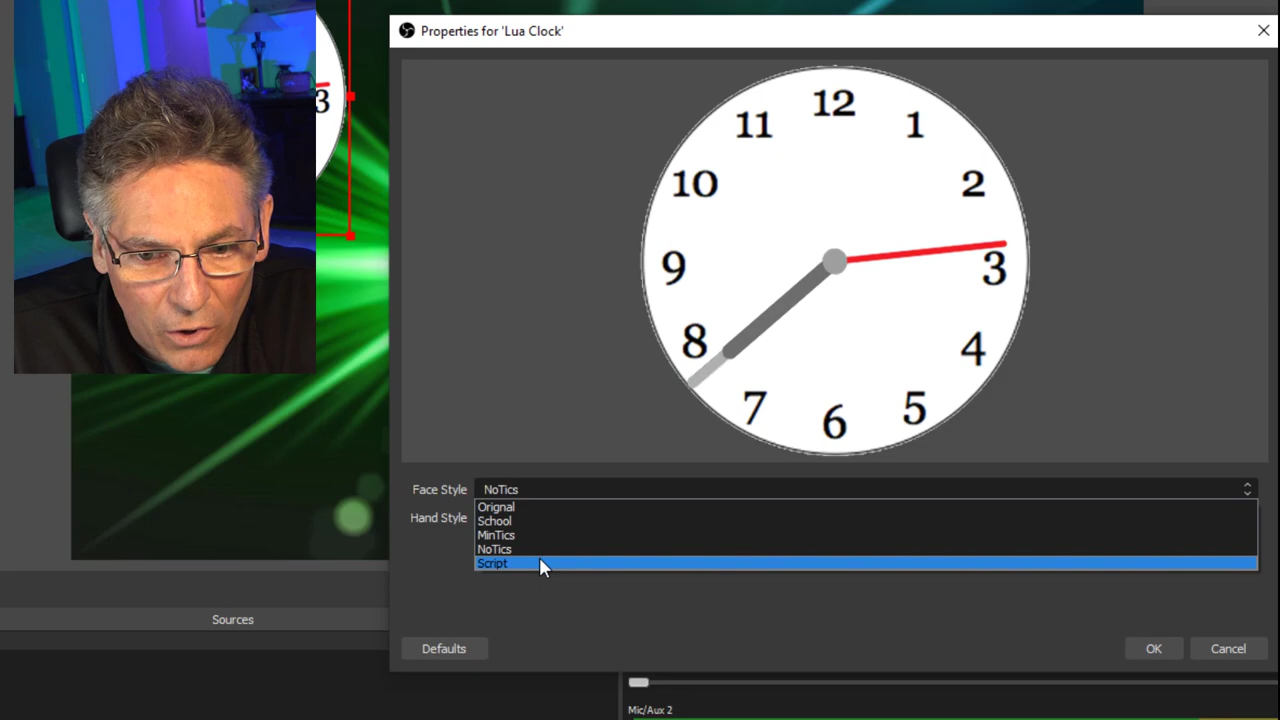 Properties for 'Lua Clock'
3
12
11
1
10
2
9
3
8
4
7
5
6
Face Style
NoTics
Orignal
Hand Style
School
MinTics
NoTics
Script
Sources
Defaults
OK
Cancel
Mic/Aux 2